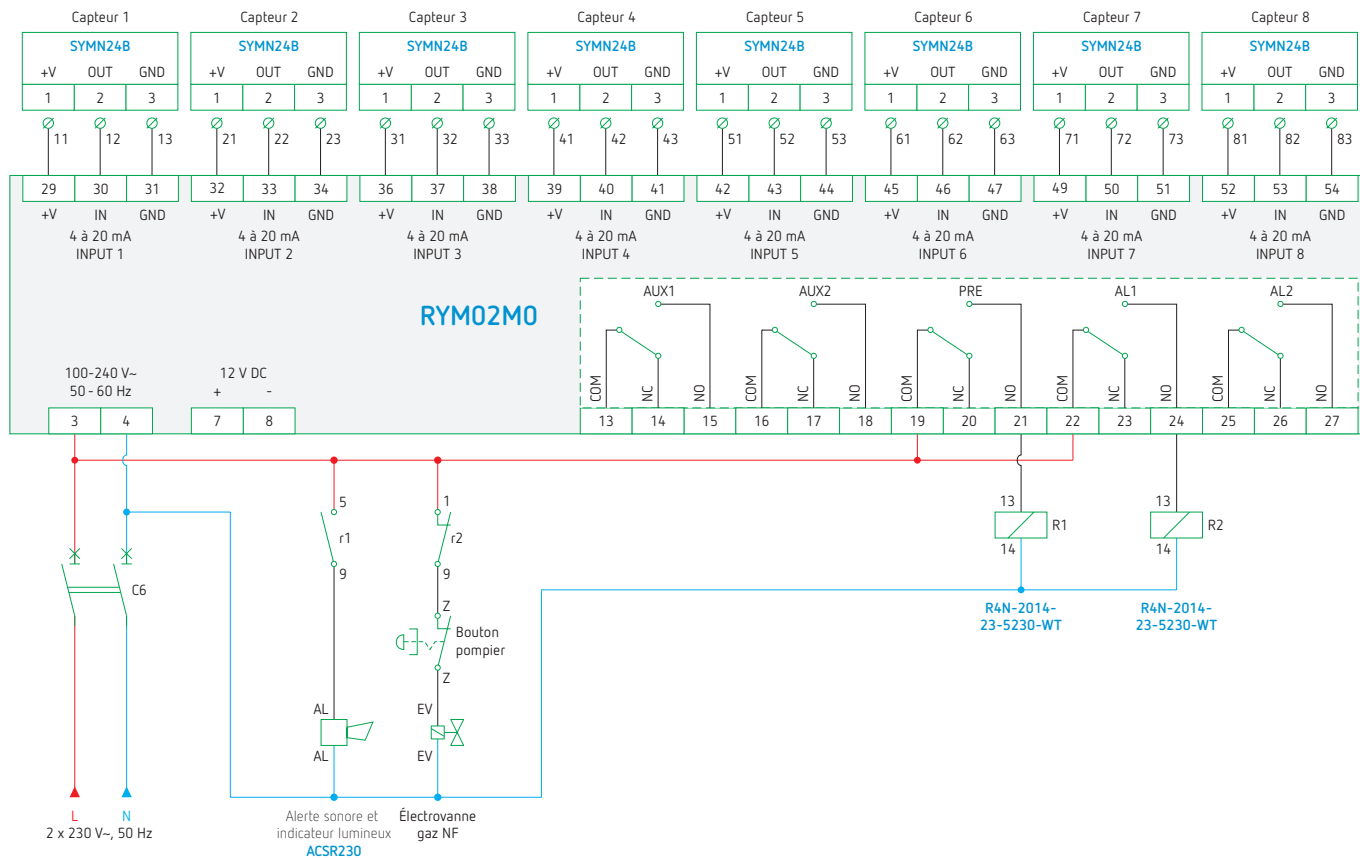 Capteur 1 Capteur 2 Capteur 3 Capteur 4 Capteur 5 Capteur 6 Capteur 7 Capteur 8
SYMN24B SYMN24B SYMN24B SYMN24B SYMN24B SYMN24B SYMN24B SYMN24B
+V OUT GND +V OUT GND +V OUT GND +V OUT GND +V OUT GND +V OUT GND +V OUT GND +V OUT GND
1 2 3 1 2 3 1 2 3 1 2 3 1 2 3 1 2 3 1 2 3 1 2 3
11 12 13 21 22 23 31 32 33 41 42 43 51 52 53 61 62 63 71 72 73 81 82 83
29 30 31 32 33 34 36 37 38 39 40 41 42 43 44 45 46 47 49 50 51 52 53 54
+V IN GND +V IN GND +V IN GND +V IN GND +V IN GND +V IN GND +V IN GND +V IN GND
4 à 20 mA 4 à 20 mA 4 à 20 mA 4 à 20 mA 4 à 20 mA 4 à 20 mA 4 à 20 mA 4 à 20 mA
INPUT 1 INPUT 2 INPUT 3 INPUT 4 INPUT 5 INPUT 6 INPUT 7 INPUT 8
AUX1 AUX2 PRE AL1 AL2
RYM02M0
100-240 V~ 12 V DC
50 - 60 Hz + -
COM NC NO COM NC NO COM NC NO COM NC NO COM NC NO
3 4 7 8 13 14 15 16 17 18 19 20 21 22 23 24 25 26 27
5 1 13 13
r1 r2 R1 R2
9 9 14 14
C6
Z
Bouton
pompier
Z
R4N-2014- R4N-2014-
23-5230-WT 23-5230-WT
AL EV
AL EV
L N
2 x 230 V~, 50 Hz
Alerte sonore et Électrovanne
indicateur lumineux gaz NF
ACSR230